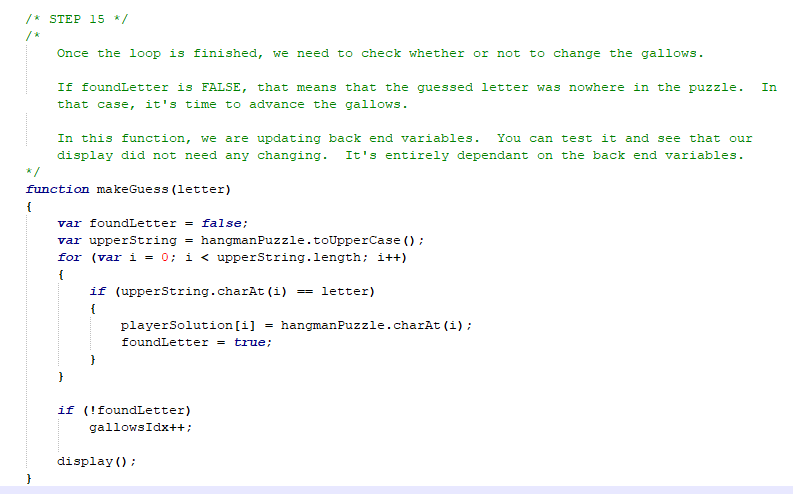 /* STEP 15 */
/*
Once the loop is finished, we need to check whether or not to change the gallows.
If foundLetter is FALSE, that means that the guessed letter was nowhere in the puzzle.  In
that case, it's time to advance the gallows.
In this function, we are updating back end variables.  You can test it and see that our
display did not need any changing.  It's entirely dependant on the back end variables.
*/
function makeGuess(letter)
{
var foundLetter = false;
var upperString = hangmanPuzzle.toUpperCase();
for (var i = 0; i < upperString.length; i++)
{
if (upperString.charAt(i) == letter)
{
playerSolution[i] = hangmanPuzzle.charAt(i);
foundLetter = true;
}
}
if (!foundLetter)
gallowsIdx++;
display();
}